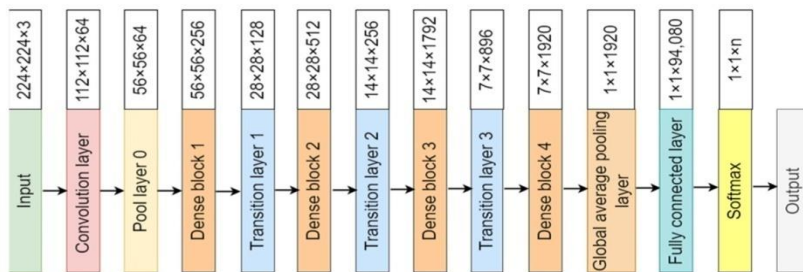 224×224×3
112×112×64
56×56×64
56×56×256
28×28×128
28×28×512
14×14×256
14×14×1792
7×7×896
7×7×1920
1×1×1920
1×1×94,080
1×1×n
Input
Convolution layer
Pool layer 0
Dense block 1
Transition layer 1
Dense block 2
Transition layer 2
Dense block 3
Transition layer 3
Dense block 4
Global average pooling
layer
Fully connected layer
Softmax
Output